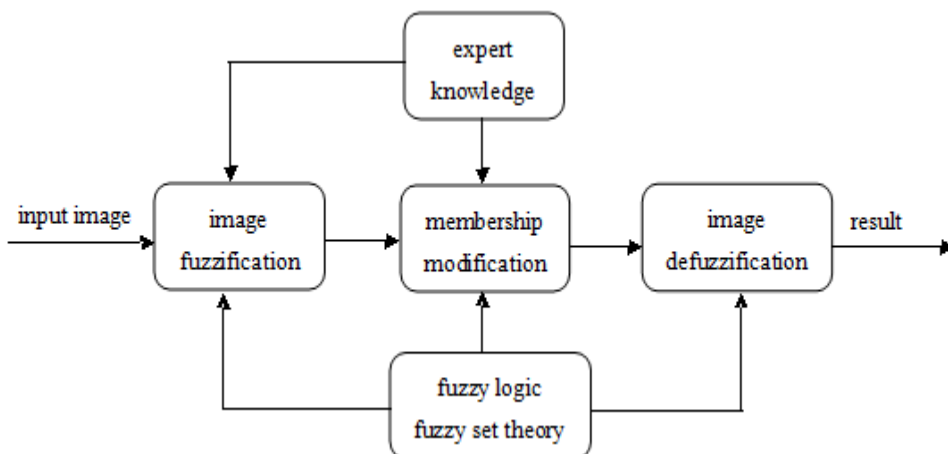 expert
knowledge
input image
image
fuzzification
membership
modification
image
defuzzification
result
fuzzy logic
fuzzy set theory